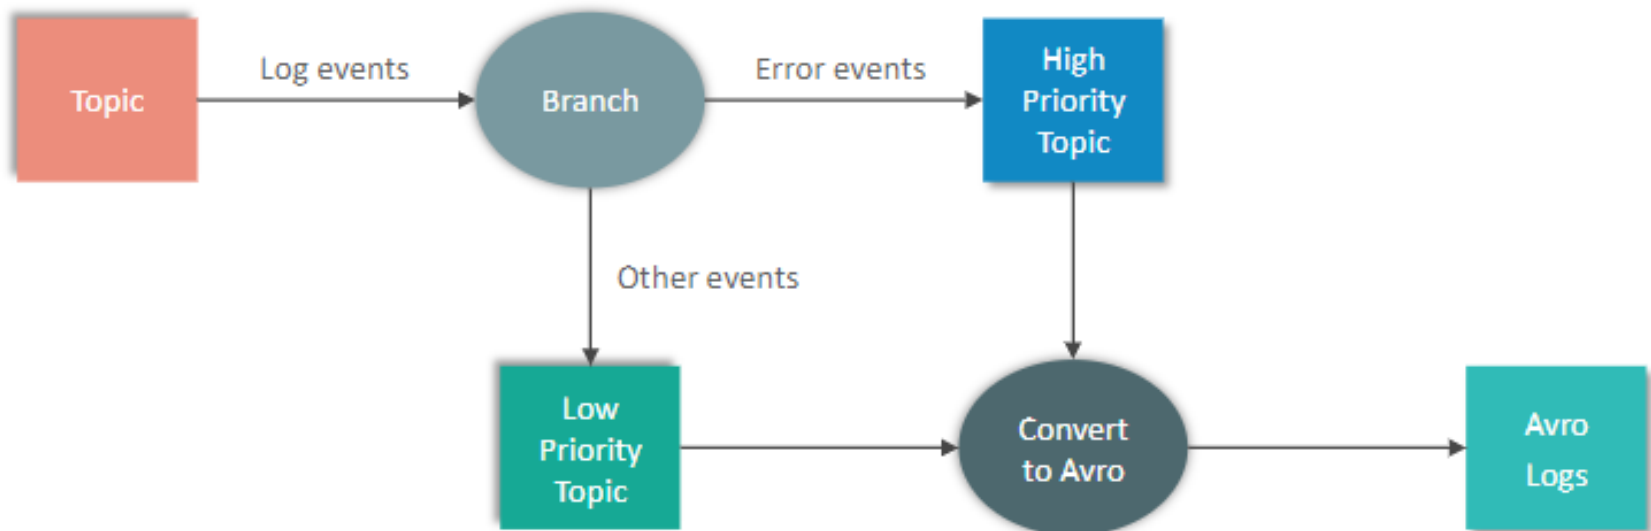 Topic
Log events
Branch
Error events
High
Priority
Topic
Other events
Low
Priority
Topic
Convert
to Avro
Avro
Logs